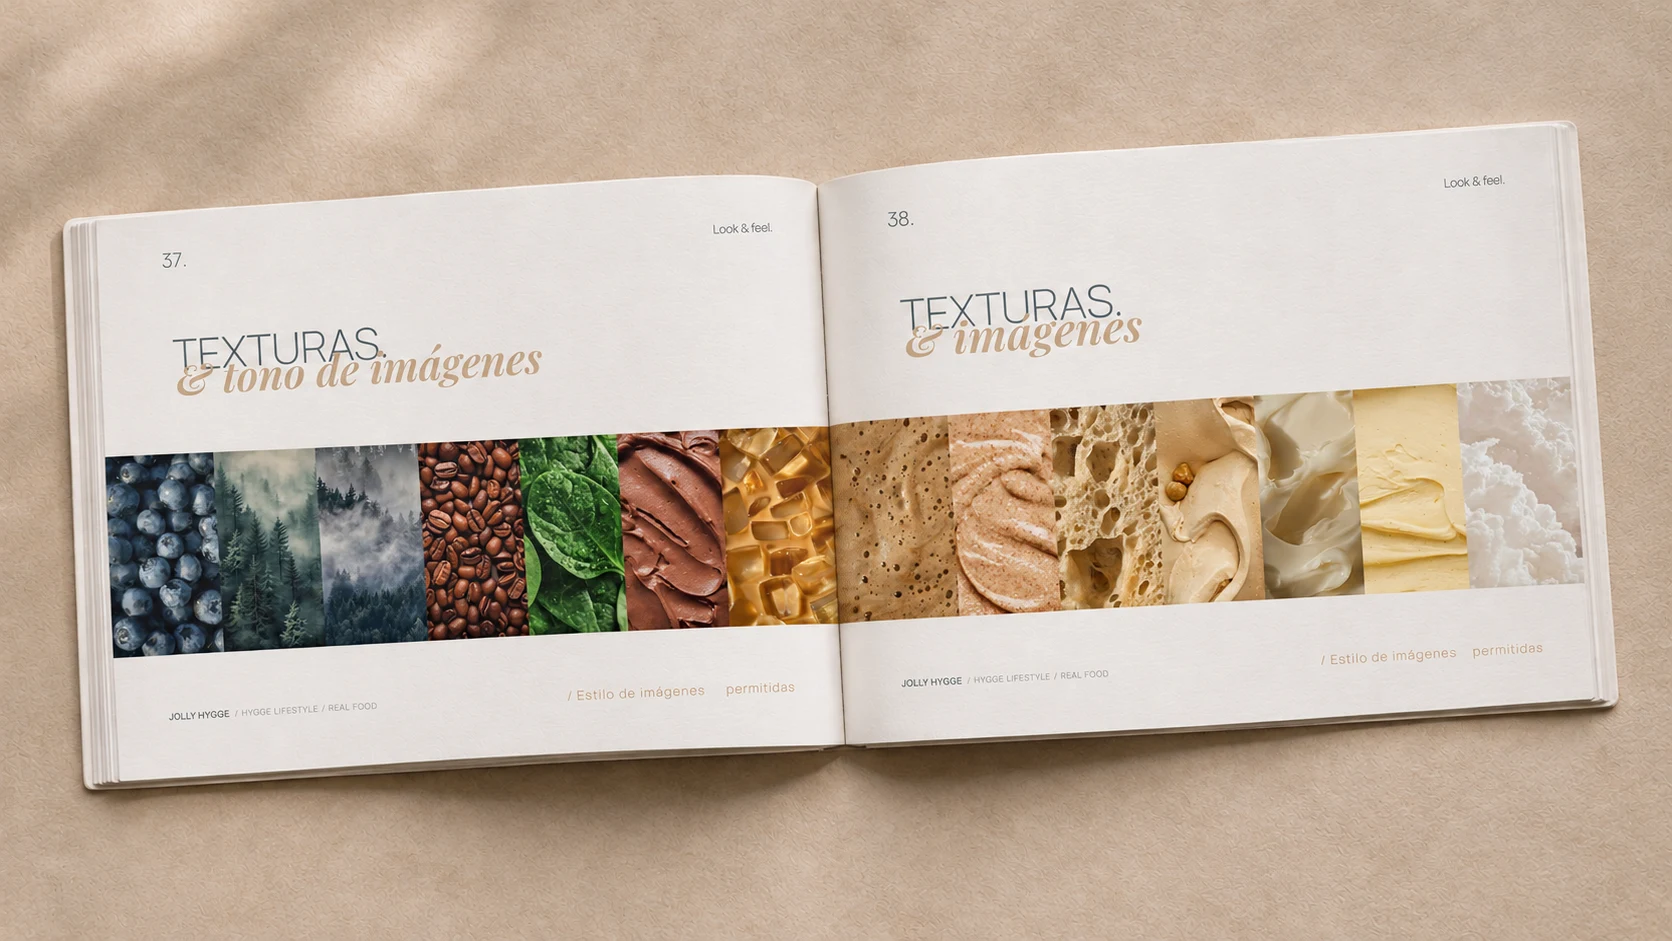 37.
Look & feel.
TEXTURAS.
& tono de imágenes
JOLLY HYGGE / HYGGE LIFESTYLE / REAL FOOD
/ Estilo de imágenes permitidas
38.
Look & feel.
TEXTURAS.
& imágenes
JOLLY HYGGE / HYGGE LIFESTYLE / REAL FOOD
/ Estilo de imágenes permitidas